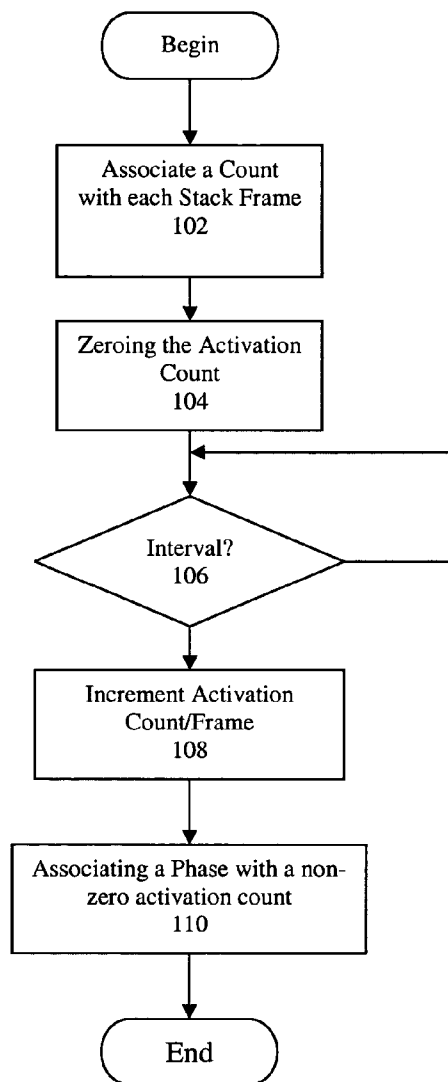 Begin
Associate a Count
with each Stack Frame
102
Zeroing the Activation
Count
104
Interval?
106
Increment Activation
Count/Frame
108
Associating a Phase with a non-
zero activation count
110
End